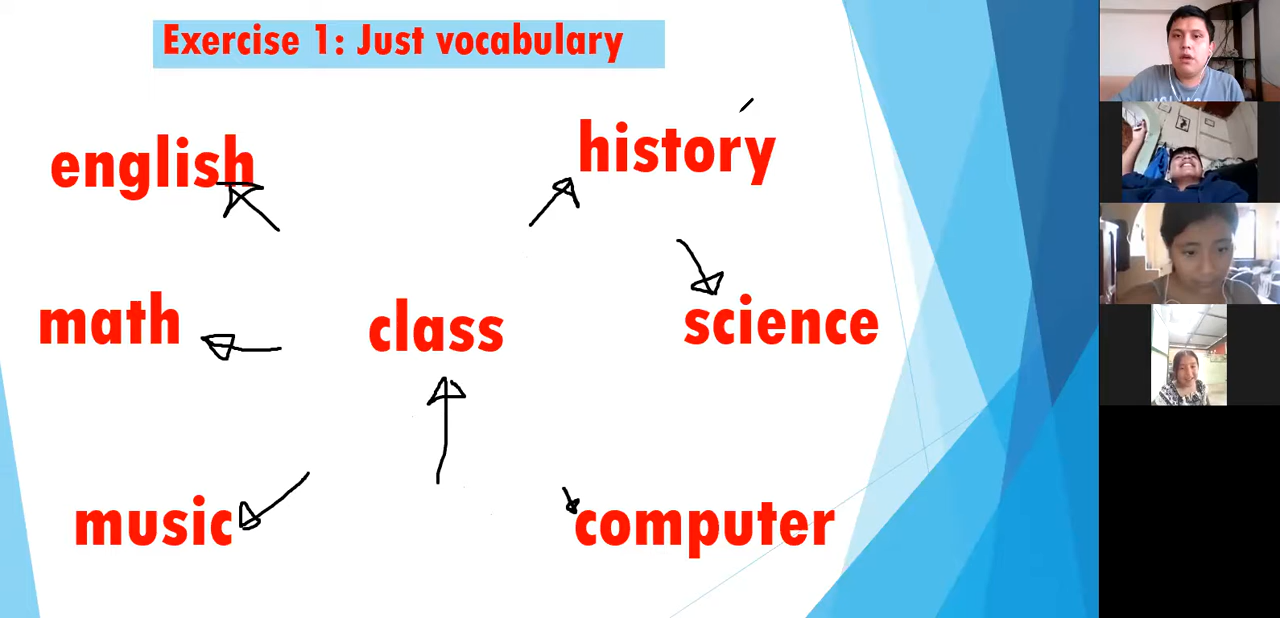 Exercise 1: Just vocabulary
english
history
math
class
science
music
computer